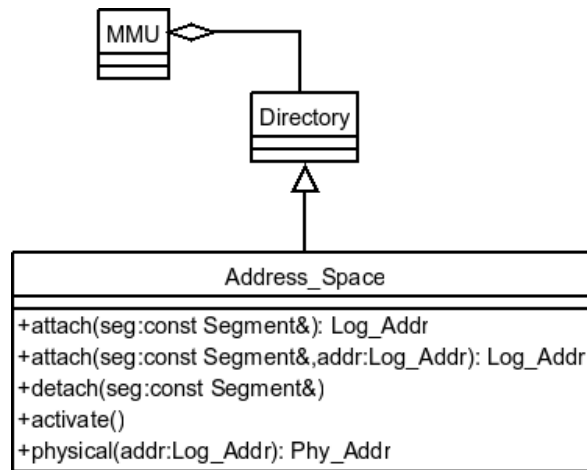 MMU
Directory
Address_Space
+attach(seg:const Segment&): Log_Addr
+attach(seg:const Segment&,addr:Log_Addr): Log_Addr
+detach(seg:const Segment&)
+activate()
+physical(addr:Log_Addr): Phy_Addr